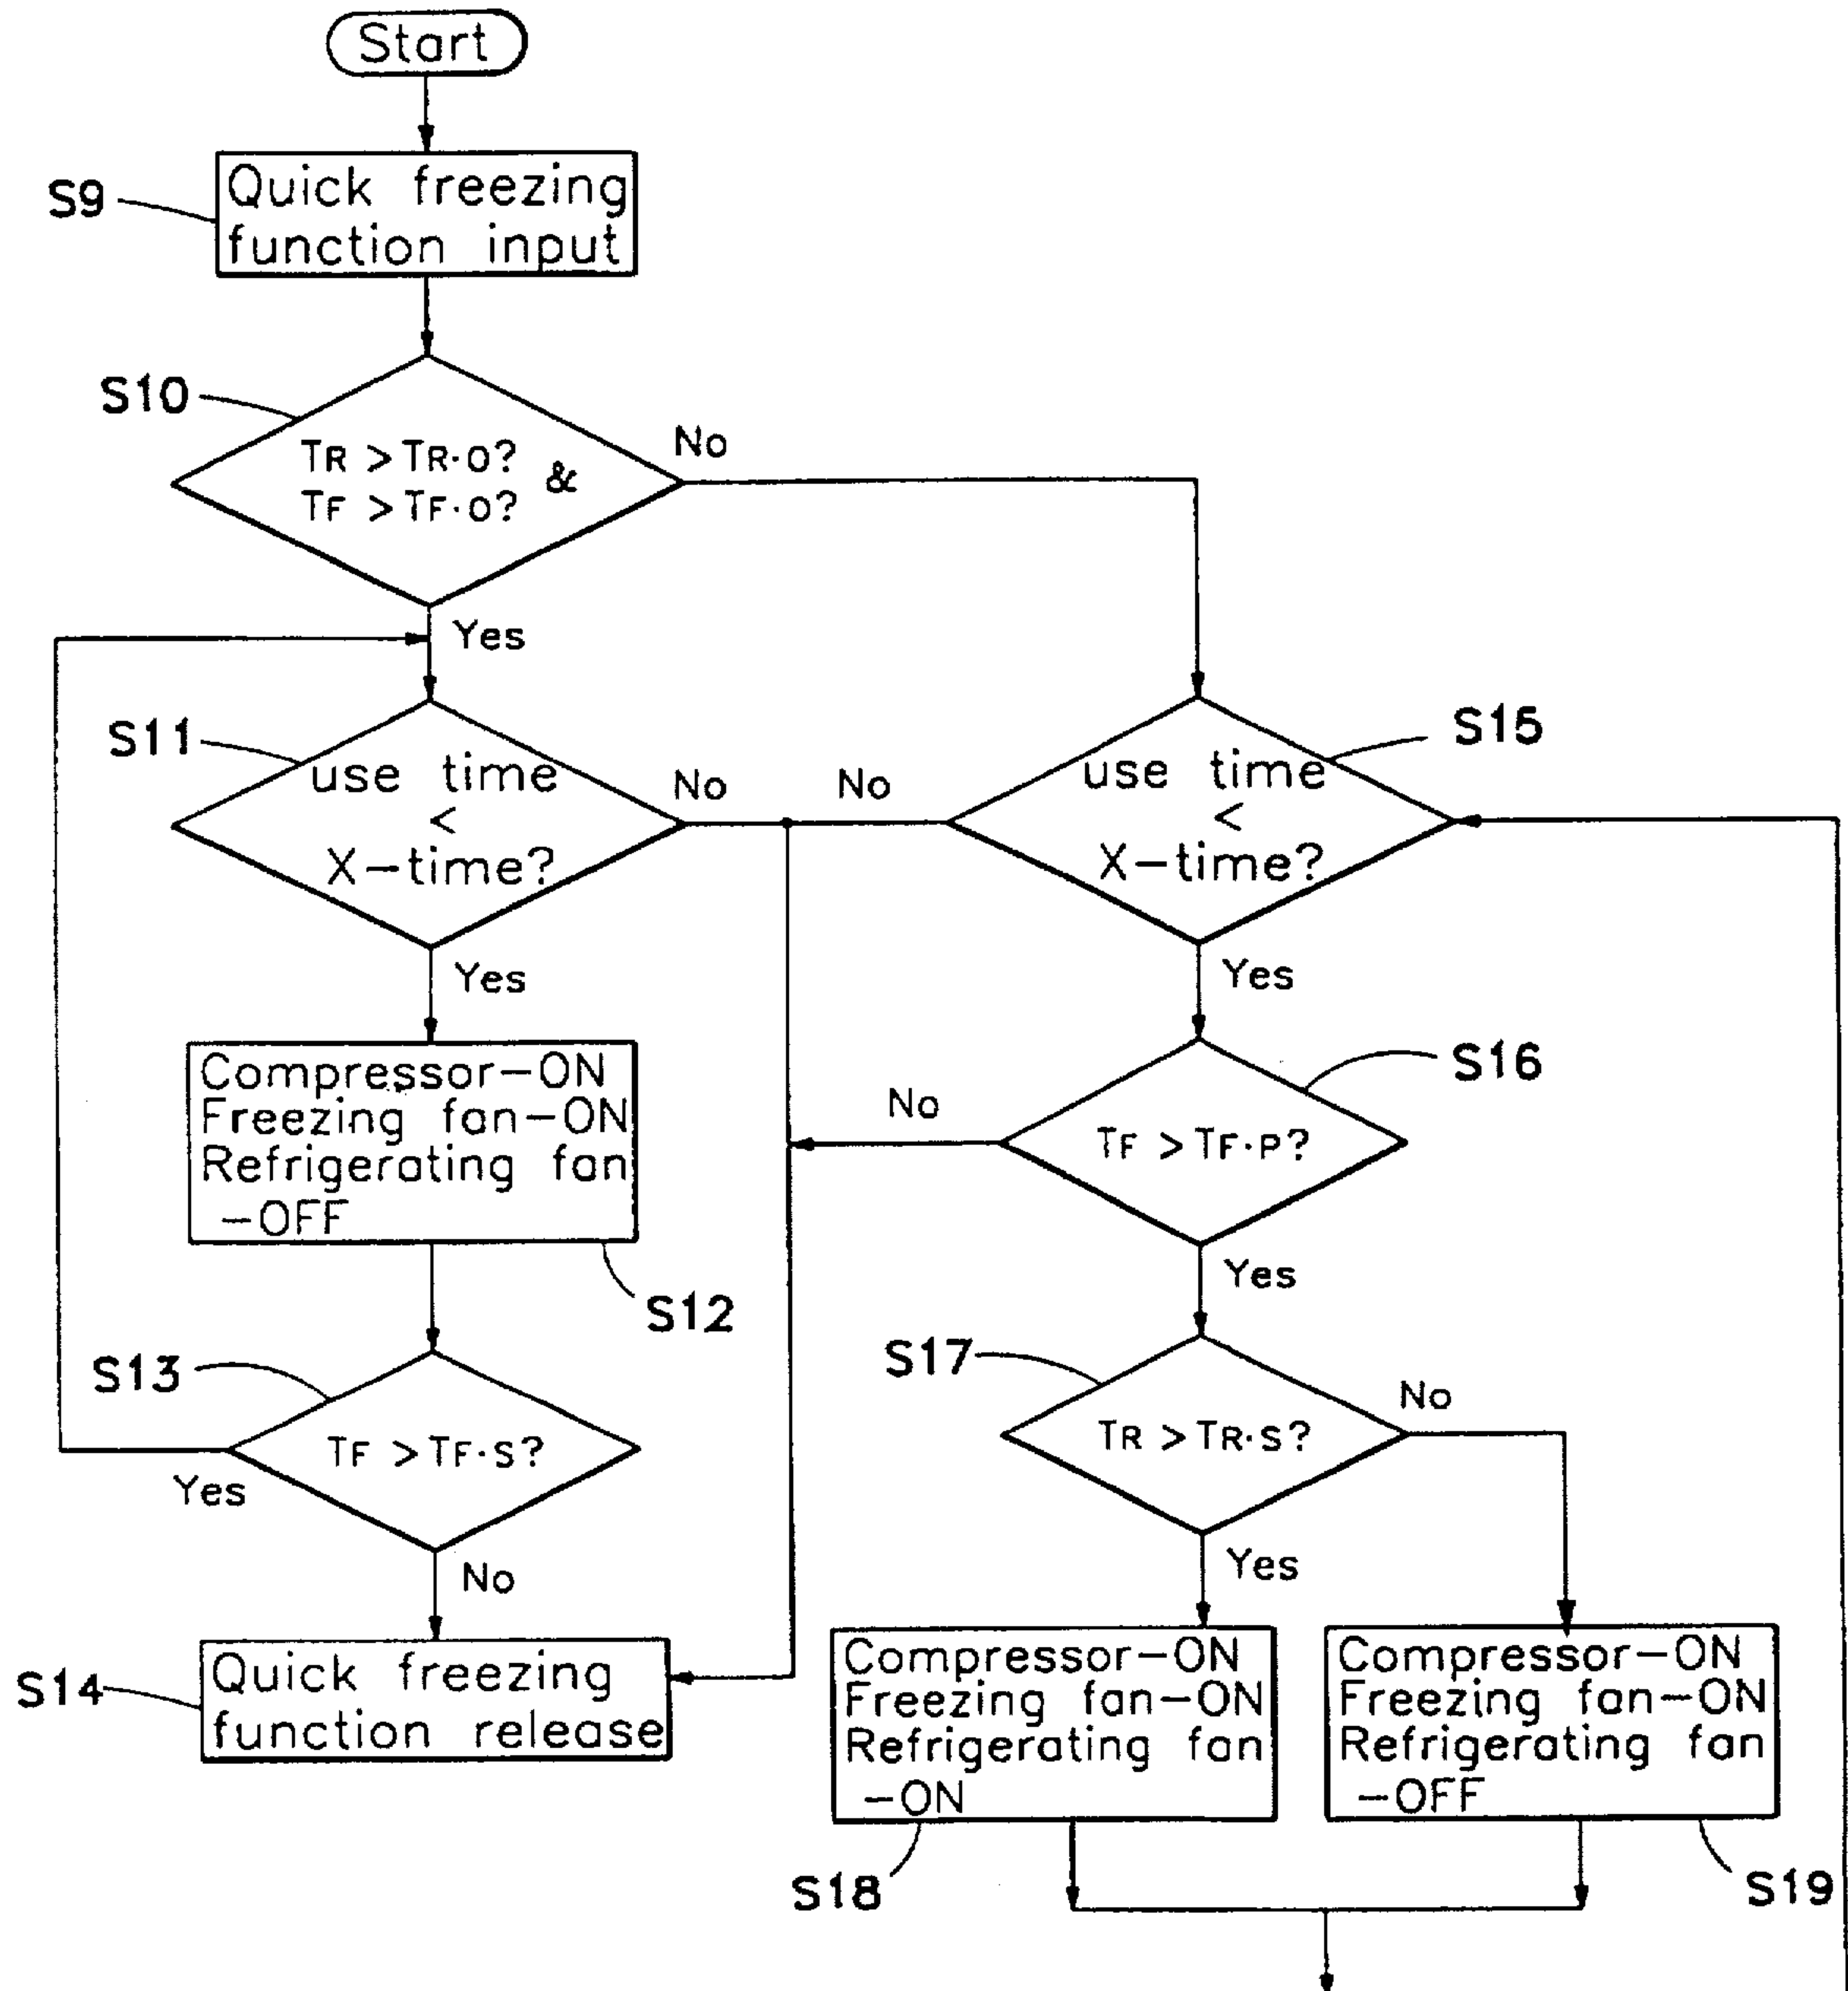 Start
S9
Quick freezing
function input
S10
TR > TR·O?
&
TF > TF·O?
No
Yes
S11
use time
<
X-time?
No
Yes
No
S15
use time
<
X-time?
Yes
Compressor-ON
Freezing fan-ON
Refrigerating fan
-OFF
S12
S16
TF > TF·P?
No
Yes
S13
TF > TF·S?
Yes
No
S17
TR > TR·S?
No
Yes
S14
Quick freezing
function release
Compressor-ON
Freezing fan-ON
Refrigerating fan
-ON
S18
Compressor-ON
Freezing fan-ON
Refrigerating fan
-OFF
S19